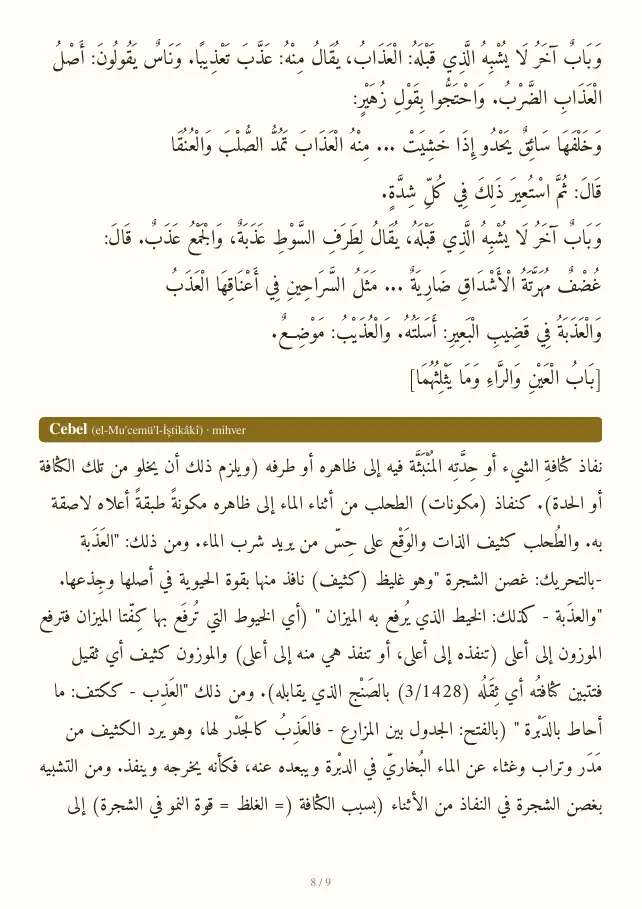 وَبَابٌ آخَرُ لَا يُشْبِهُ الَّذِي قَبْلَهُ: الْعَذَابُ، يُقَالُ مِنْهُ: عَذَّبَ تَعْذِيبًا. وَنَاسٌ يَقُولُونَ: أَصْلُ
الْعَذَابِ الضَّرْبُ. وَاحْتَجُّوا بِقَوْلِ زُهَيْرٍ:
وَخَلْفَهَا سَائِقٌ يَحْدُو إِذَا خَشِيَتْ ... مِنْهُ الْعَذَابَ تَمُدُّ الصُّلْبَ وَالْعُنُقَا
قَالَ: ثُمَّ اسْتُعِيرَ ذَلِكَ فِي كُلِّ شِدَّةٍ.
وَبَابٌ آخَرُ لَا يُشْبِهُ الَّذِي قَبْلَهُ، يُقَالُ لِطَرَفِ السَّوْطِ عَذَبَةٌ، وَالْجَمْعُ عَذَبٌ. قَالَ:
غُضْفٌ مُهَرَّتَةُ الْأَشْدَاقِ ضَارِيَةٌ ... مَثَلُ السَّرَاحِينِ فِي أَعْنَاقِهَا الْعَذَبُ
وَالْعَذَبَةُ فِي قَضِيبِ الْبَعِيرِ: أَسَلَتُهُ. وَالْعُذَيْبُ: مَوْضِعٌ.
[بَابُ الْعَيْنِ وَالرَّاءِ وَمَا يَثْلِثُهُمَا]
Cebel (el-Mu'cemü'l-İştikâkî) · mihver
نفاذ كثافةِ الشيء أو حِدَّتِه المُنْبَثَّة فيه إلى ظاهره أو طرفه (ويلزم ذلك أن يخلو من تلك الكثافة
أو الحدة). كنفاذ (مكونات) الطحلب من أثناء الماء إلى ظاهره مكونةً طبقةً أعلاه لاصقة
به. والطُحلب كثيف الذات والوَقْع على حِسّ من يريد شرب الماء. ومن ذلك: "العَذَبة
-بالتحريك: غصن الشجرة "وهو غليظ (كثيف) نافذ منها بقوة الحيوية في أصلها وجِذعها.
"والعذَبة - كذلك: الخيط الذي يُرفع به الميزان " (أي الخيوط التي تُرفَع بها كِفّتا الميزان فترفع
الموزون إلى أعلى (تنفذه إلى أعلى، أو تنفذ هي منه إلى أعلى) والموزون كثيف أي ثقيل
فتتبين كثافتُه أي ثِقَلُه (3/1428) بالصَنْج الذي يقابله). ومن ذلك "العَذِب - ككتف: ما
أحاط بالدَبْرة " (بالفتح: الجدول بين المزارع - فالعَذِبُ كالجَدْر لها، وهو يرد الكثيف من
مَدَر وتراب وغثاء عن الماء البُخاريّ في الدبْرة ويبعده عنه، فكأنه يخرجه وينفذ. ومن التشبيه
بغصن الشجرة في النفاذ من الأثناء (بسبب الكثافة (= الغلظ = قوة النمو في الشجرة) إلى
8 / 9